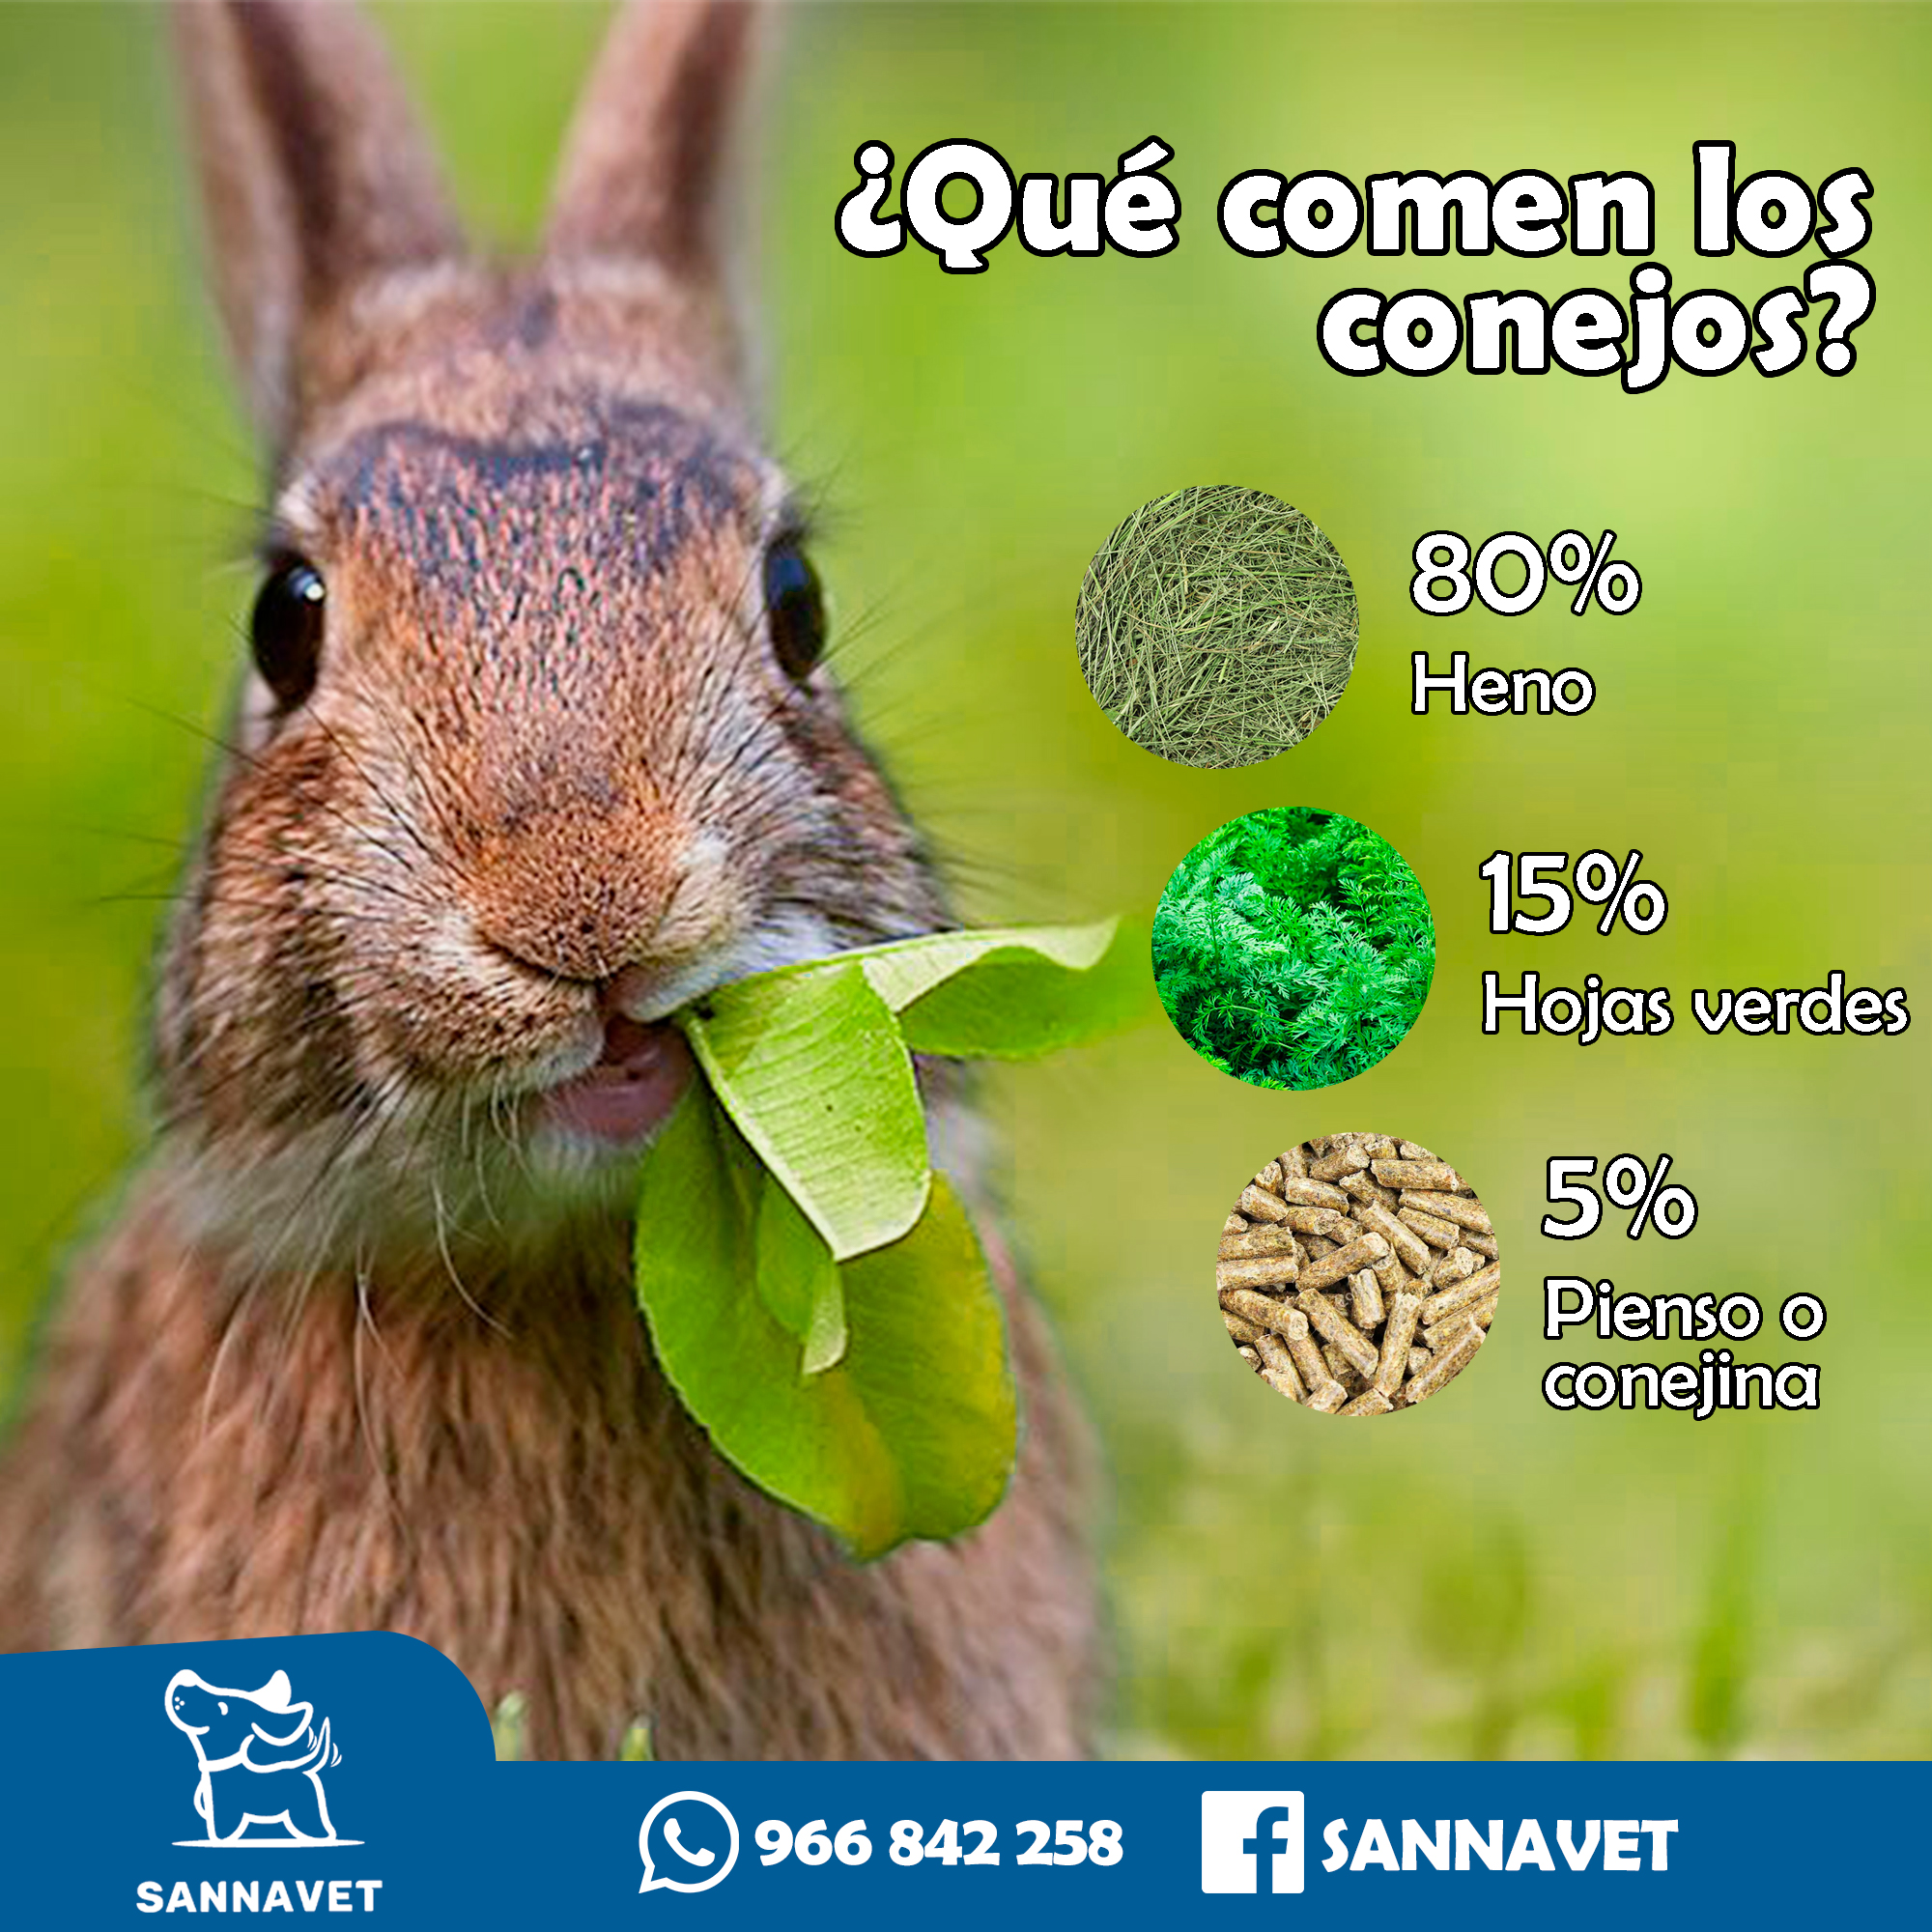 ¿Qué comen los
conejos?
80%
Heno
15%
Hojas verdes
5%
Pienso o
conejina
SANNAVET
966 842 258
SANNAVET